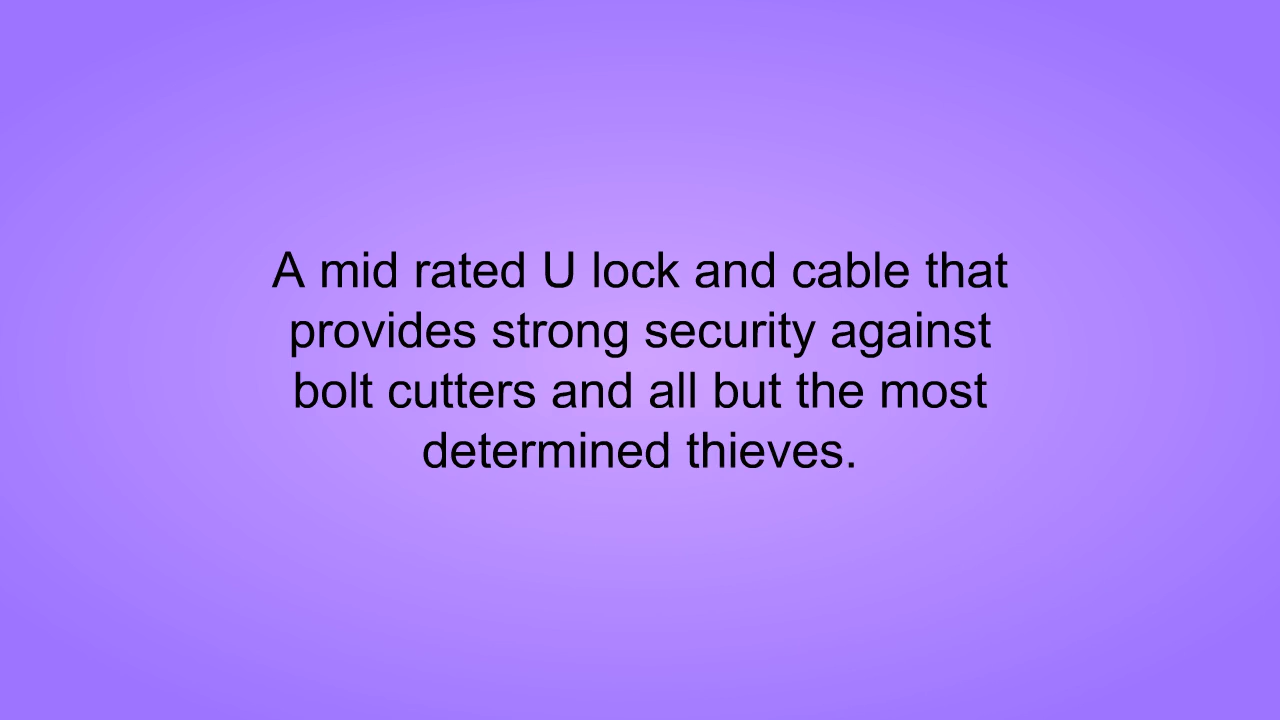 A mid rated U lock and cable that
provides strong security against
bolt cutters and all but the most
determined thieves.